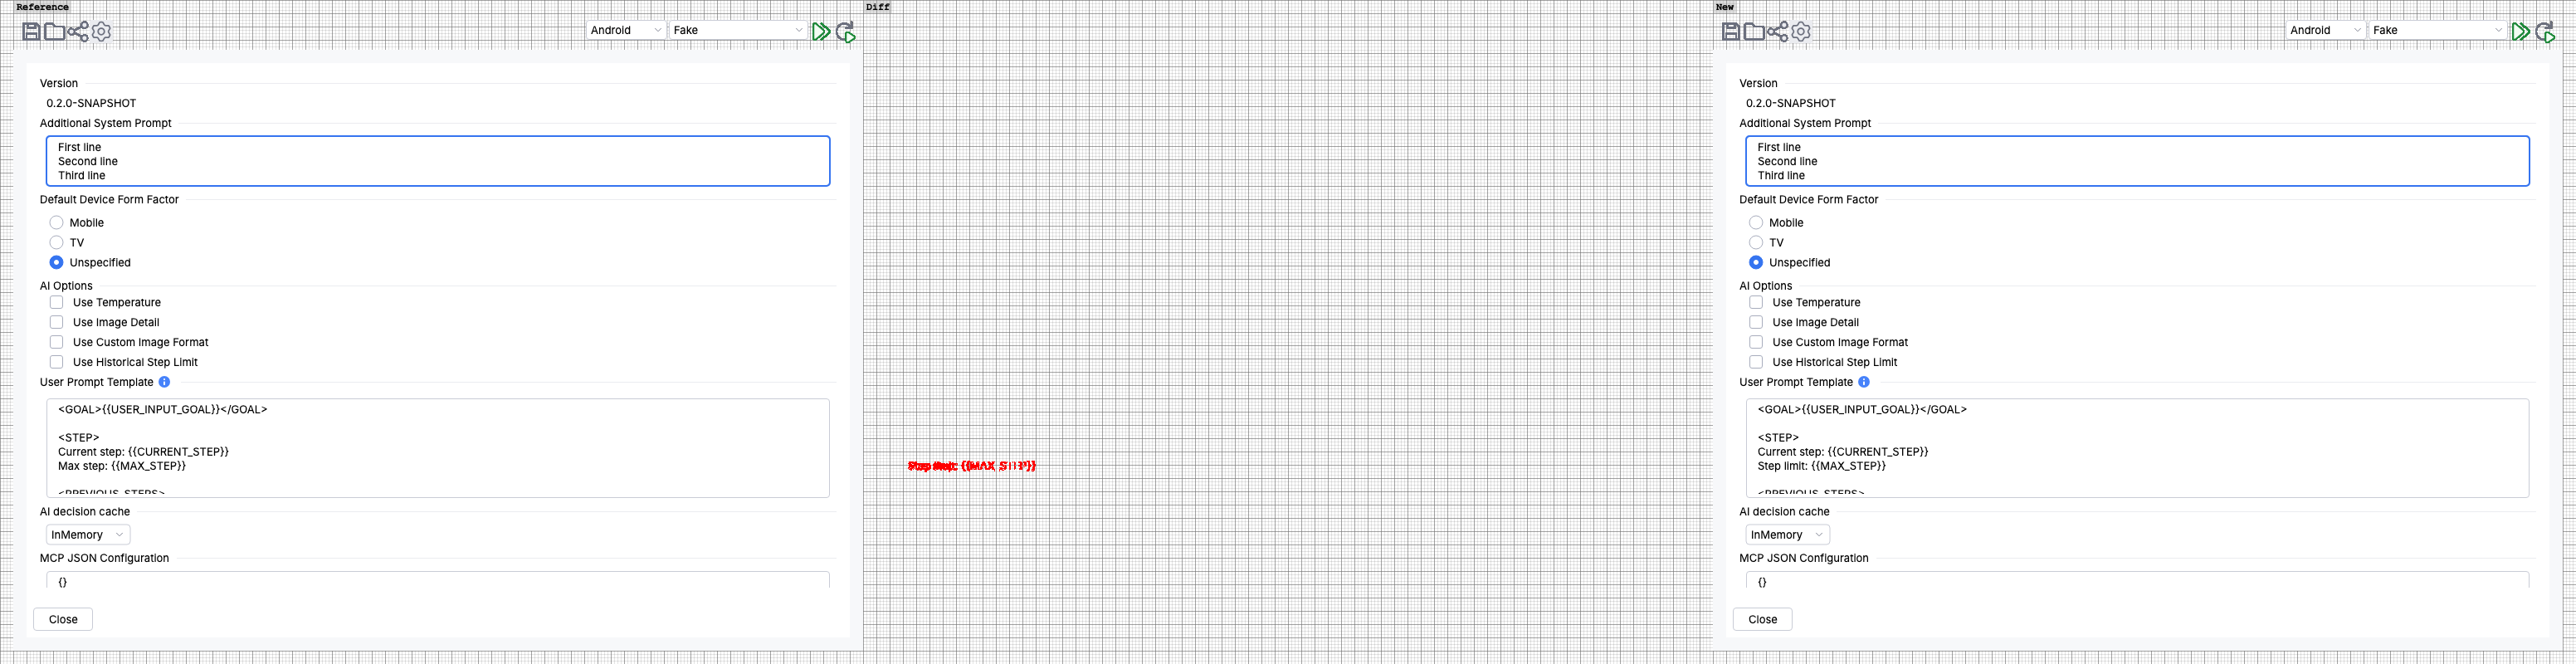 Reference
Android
Fake
Version
0.2.0-SNAPSHOT
Additional System Prompt
First line
Second line
Third line
Default Device Form Factor
Mobile
TV
Unspecified
AI Options
Use Temperature
Use Image Detail
Use Custom Image Format
Use Historical Step Limit
User Prompt Template
<GOAL>{{USER_INPUT_GOAL}}</GOAL>
<STEP>
Current step: {{CURRENT_STEP}}
Max step: {{MAX_STEP}}
<PREVIOUS_STEPS>
AI decision cache
InMemory
MCP JSON Configuration
{}
Close
Diff
New
Android
Fake
Version
0.2.0-SNAPSHOT
Additional System Prompt
First line
Second line
Third line
Default Device Form Factor
Mobile
TV
Unspecified
AI Options
Use Temperature
Use Image Detail
Use Custom Image Format
Use Historical Step Limit
User Prompt Template
<GOAL>{{USER_INPUT_GOAL}}</GOAL>
<STEP>
Current step: {{CURRENT_STEP}}
Step limit: {{MAX_STEP}}
<PREVIOUS_STEPS>
AI decision cache
InMemory
MCP JSON Configuration
{}
Close